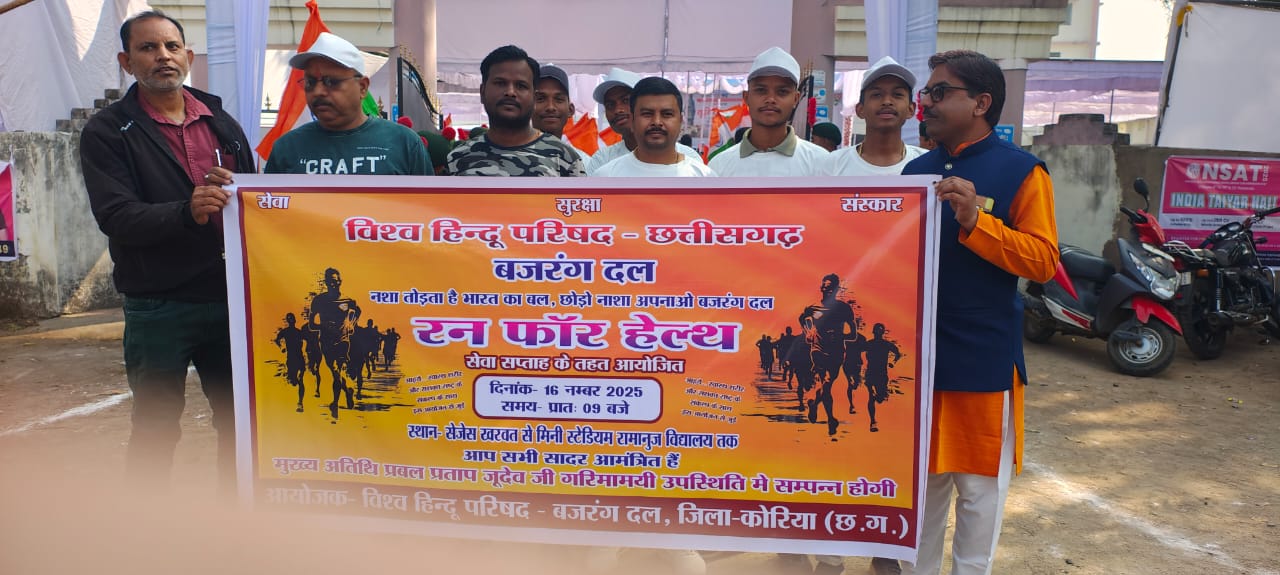 "CRAFT"
सेवा
सुरक्षा
संस्कार
विश्व हिन्दू परिषद - छत्तीसगढ़
बजरंग दल
नशा तोड़ता है भारत का बल, छोड़ो नाशा अपनाओ बजरंग दल
रन फॉर हेल्थ
सेवा सप्ताह के तहत आयोजित
दिनांक- 16 नम्बर 2025
समय- प्रातः 09 बजे
स्थान- सेजेस खरवत से मिनी स्टेडियम रामानुज विद्यालय तक
आप सभी सादर आमंत्रित हैं
मुख्य अतिथि प्रबल प्रताप जूदेव जी गरिमामयी उपस्थिति मे सम्पन्न होगी
आयोजक- विश्व हिन्दू परिषद - बजरंग दल, जिला-कोरिया (छ.ग.)
NSAT
INDIA TAIYAR HAI